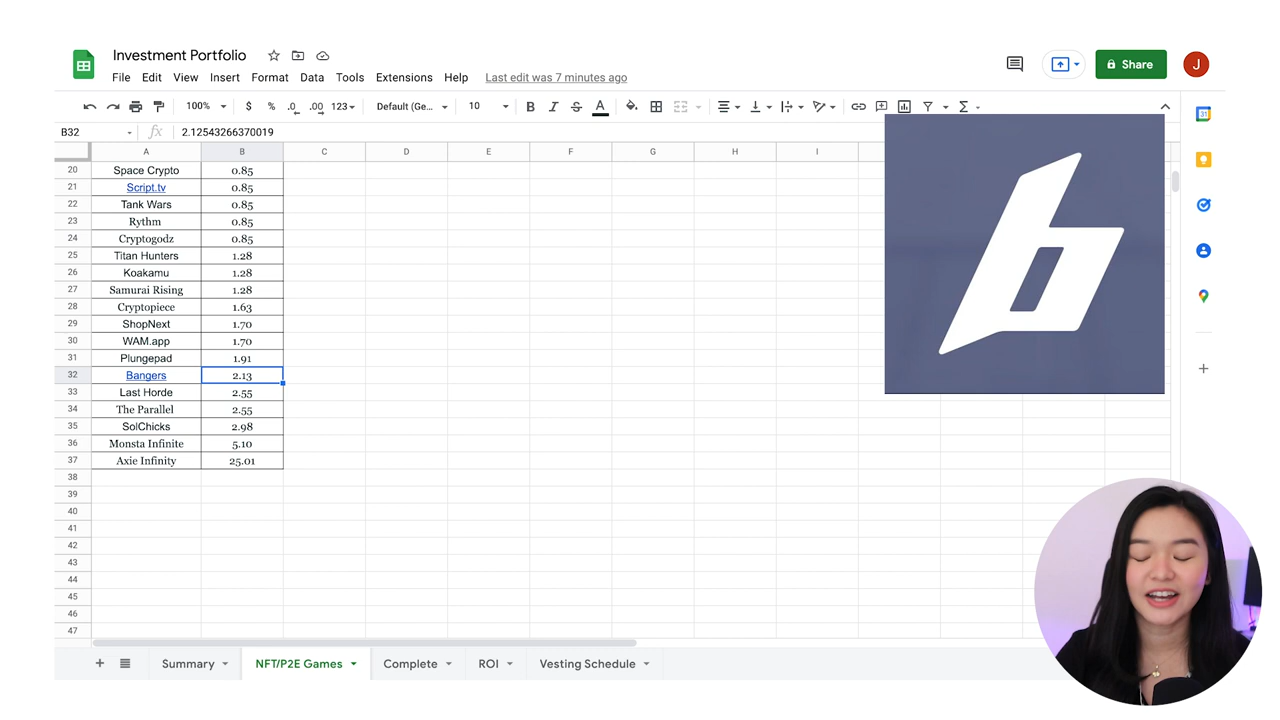 Investment Portfolio
File Edit View Insert Format Data Tools Extensions Help Last edit was 7 minutes ago
Share J
100% $ % .0 .00 123 Default (Ge... 10 B I S A Σ
B32 fx 2.12543266370019
A B C D E F G H I
20 Space Crypto 0.85
21 Script.tv 0.85
22 Tank Wars 0.85
23 Rythm 0.85
24 Cryptogodz 0.85
25 Titan Hunters 1.28
26 Koakamu 1.28
27 Samurai Rising 1.28
28 Cryptopiece 1.63
29 ShopNext 1.70
30 WAM.app 1.70
31 Plungepad 1.91
32 Bangers 2.13
33 Last Horde 2.55
34 The Parallel 2.55
35 SolChicks 2.98
36 Monsta Infinite 5.10
37 Axie Infinity 25.01
38
39
40
41
42
43
44
45
46
47
b
31
+ Summary NFT/P2E Games Complete ROI Vesting Schedule